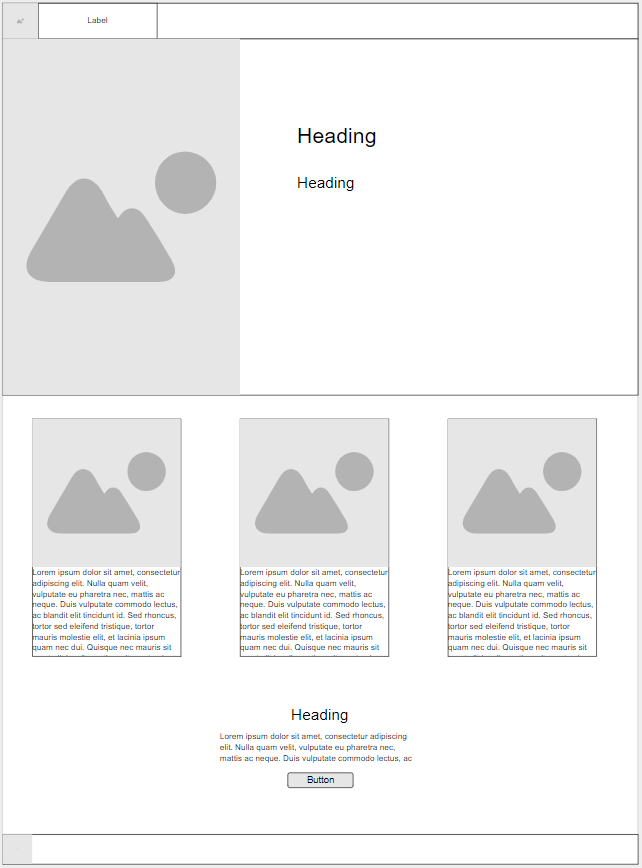 Label
Heading
Heading
Lorem ipsum dolor sit amet, consectetur
adipiscing elit. Nulla quam velit,
vulputate eu pharetra nec, mattis ac
neque. Duis vulputate commodo lectus,
ac blandit elit tincidunt id. Sed rhoncus,
tortor sed eleifend tristique, tortor
mauris molestie elit, et lacinia ipsum
quam nec dui. Quisque nec mauris sit
Lorem ipsum dolor sit amet, consectetur
adipiscing elit. Nulla quam velit,
vulputate eu pharetra nec, mattis ac
neque. Duis vulputate commodo lectus,
ac blandit elit tincidunt id. Sed rhoncus,
tortor sed eleifend tristique, tortor
mauris molestie elit, et lacinia ipsum
quam nec dui. Quisque nec mauris sit
Lorem ipsum dolor sit amet, consectetur
adipiscing elit. Nulla quam velit,
vulputate eu pharetra nec, mattis ac
neque. Duis vulputate commodo lectus,
ac blandit elit tincidunt id. Sed rhoncus,
tortor sed eleifend tristique, tortor
mauris molestie elit, et lacinia ipsum
quam nec dui. Quisque nec mauris sit
Heading
Lorem ipsum dolor sit amet, consectetur adipiscing
elit. Nulla quam velit, vulputate eu pharetra nec,
mattis ac neque. Duis vulputate commodo lectus, ac
Button